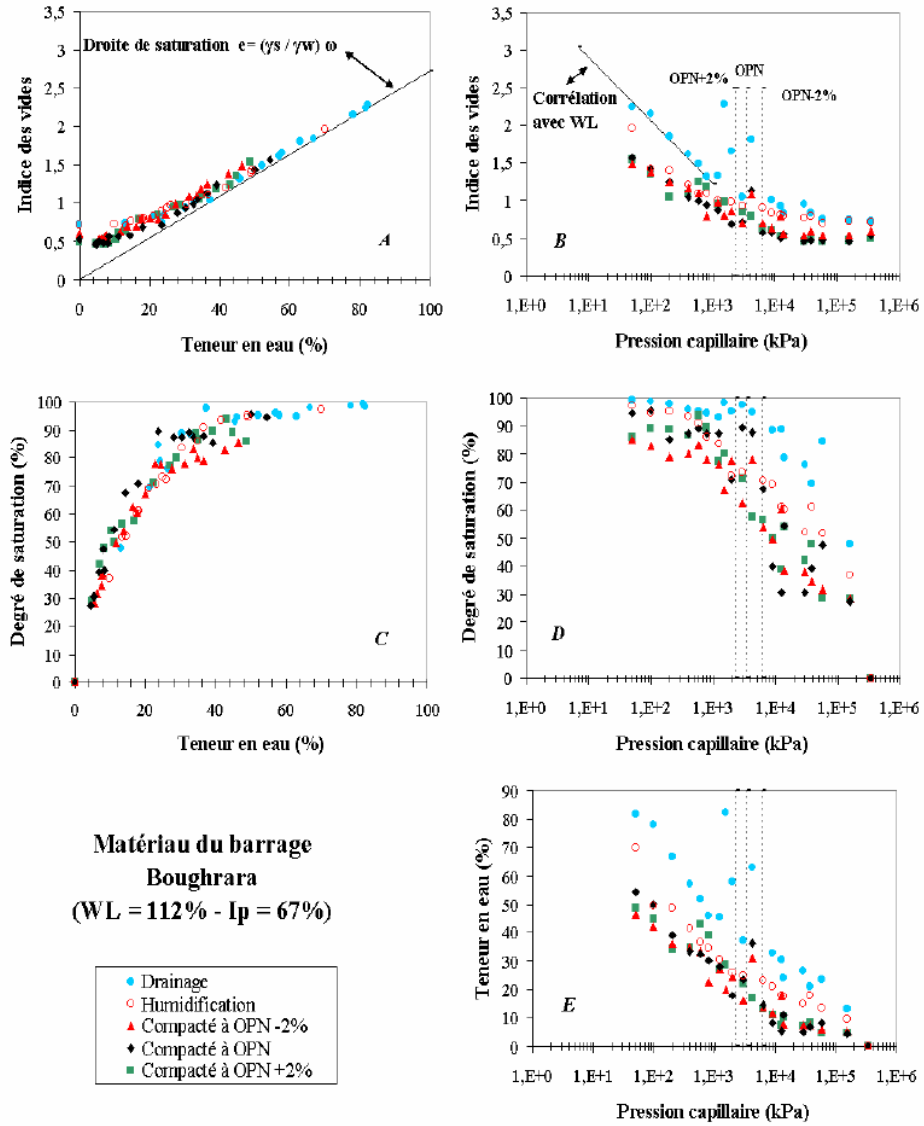 Droite de saturation e= (γs / γw) ω
Indice des vides
3,5
3
2,5
2
1,5
1
0,5
0
0 20 40 60 80 100
A
Teneur en eau (%)
Indice des vides
3,5
3
2,5
2
1,5
1
0,5
0
OPN
OPN+2%
OPN-2%
Corrélation
avec WL
B
1,E+0 1,E+1 1,E+2 1,E+3 1,E+4 1,E+5 1,E+6
Pression capillaire (kPa)
Degré de saturation (%)
100
90
80
70
60
50
40
30
20
10
0
C
0 20 40 60 80 100
Teneur en eau (%)
Degré de saturation (%)
100
90
80
70
60
50
40
30
20
10
0
D
1,E+0 1,E+1 1,E+2 1,E+3 1,E+4 1,E+5 1,E+6
Pression capillaire (kPa)
Matériau du barrage
Boughrara
(WL = 112% - Ip = 67%)
Drainage
Humidification
Compacté à OPN -2%
Compacté à OPN
Compacté à OPN +2%
Teneur en eau (%)
90
80
70
60
50
40
30
20
10
0
E
1,E+0 1,E+1 1,E+2 1,E+3 1,E+4 1,E+5 1,E+6
Pression capillaire (kPa)